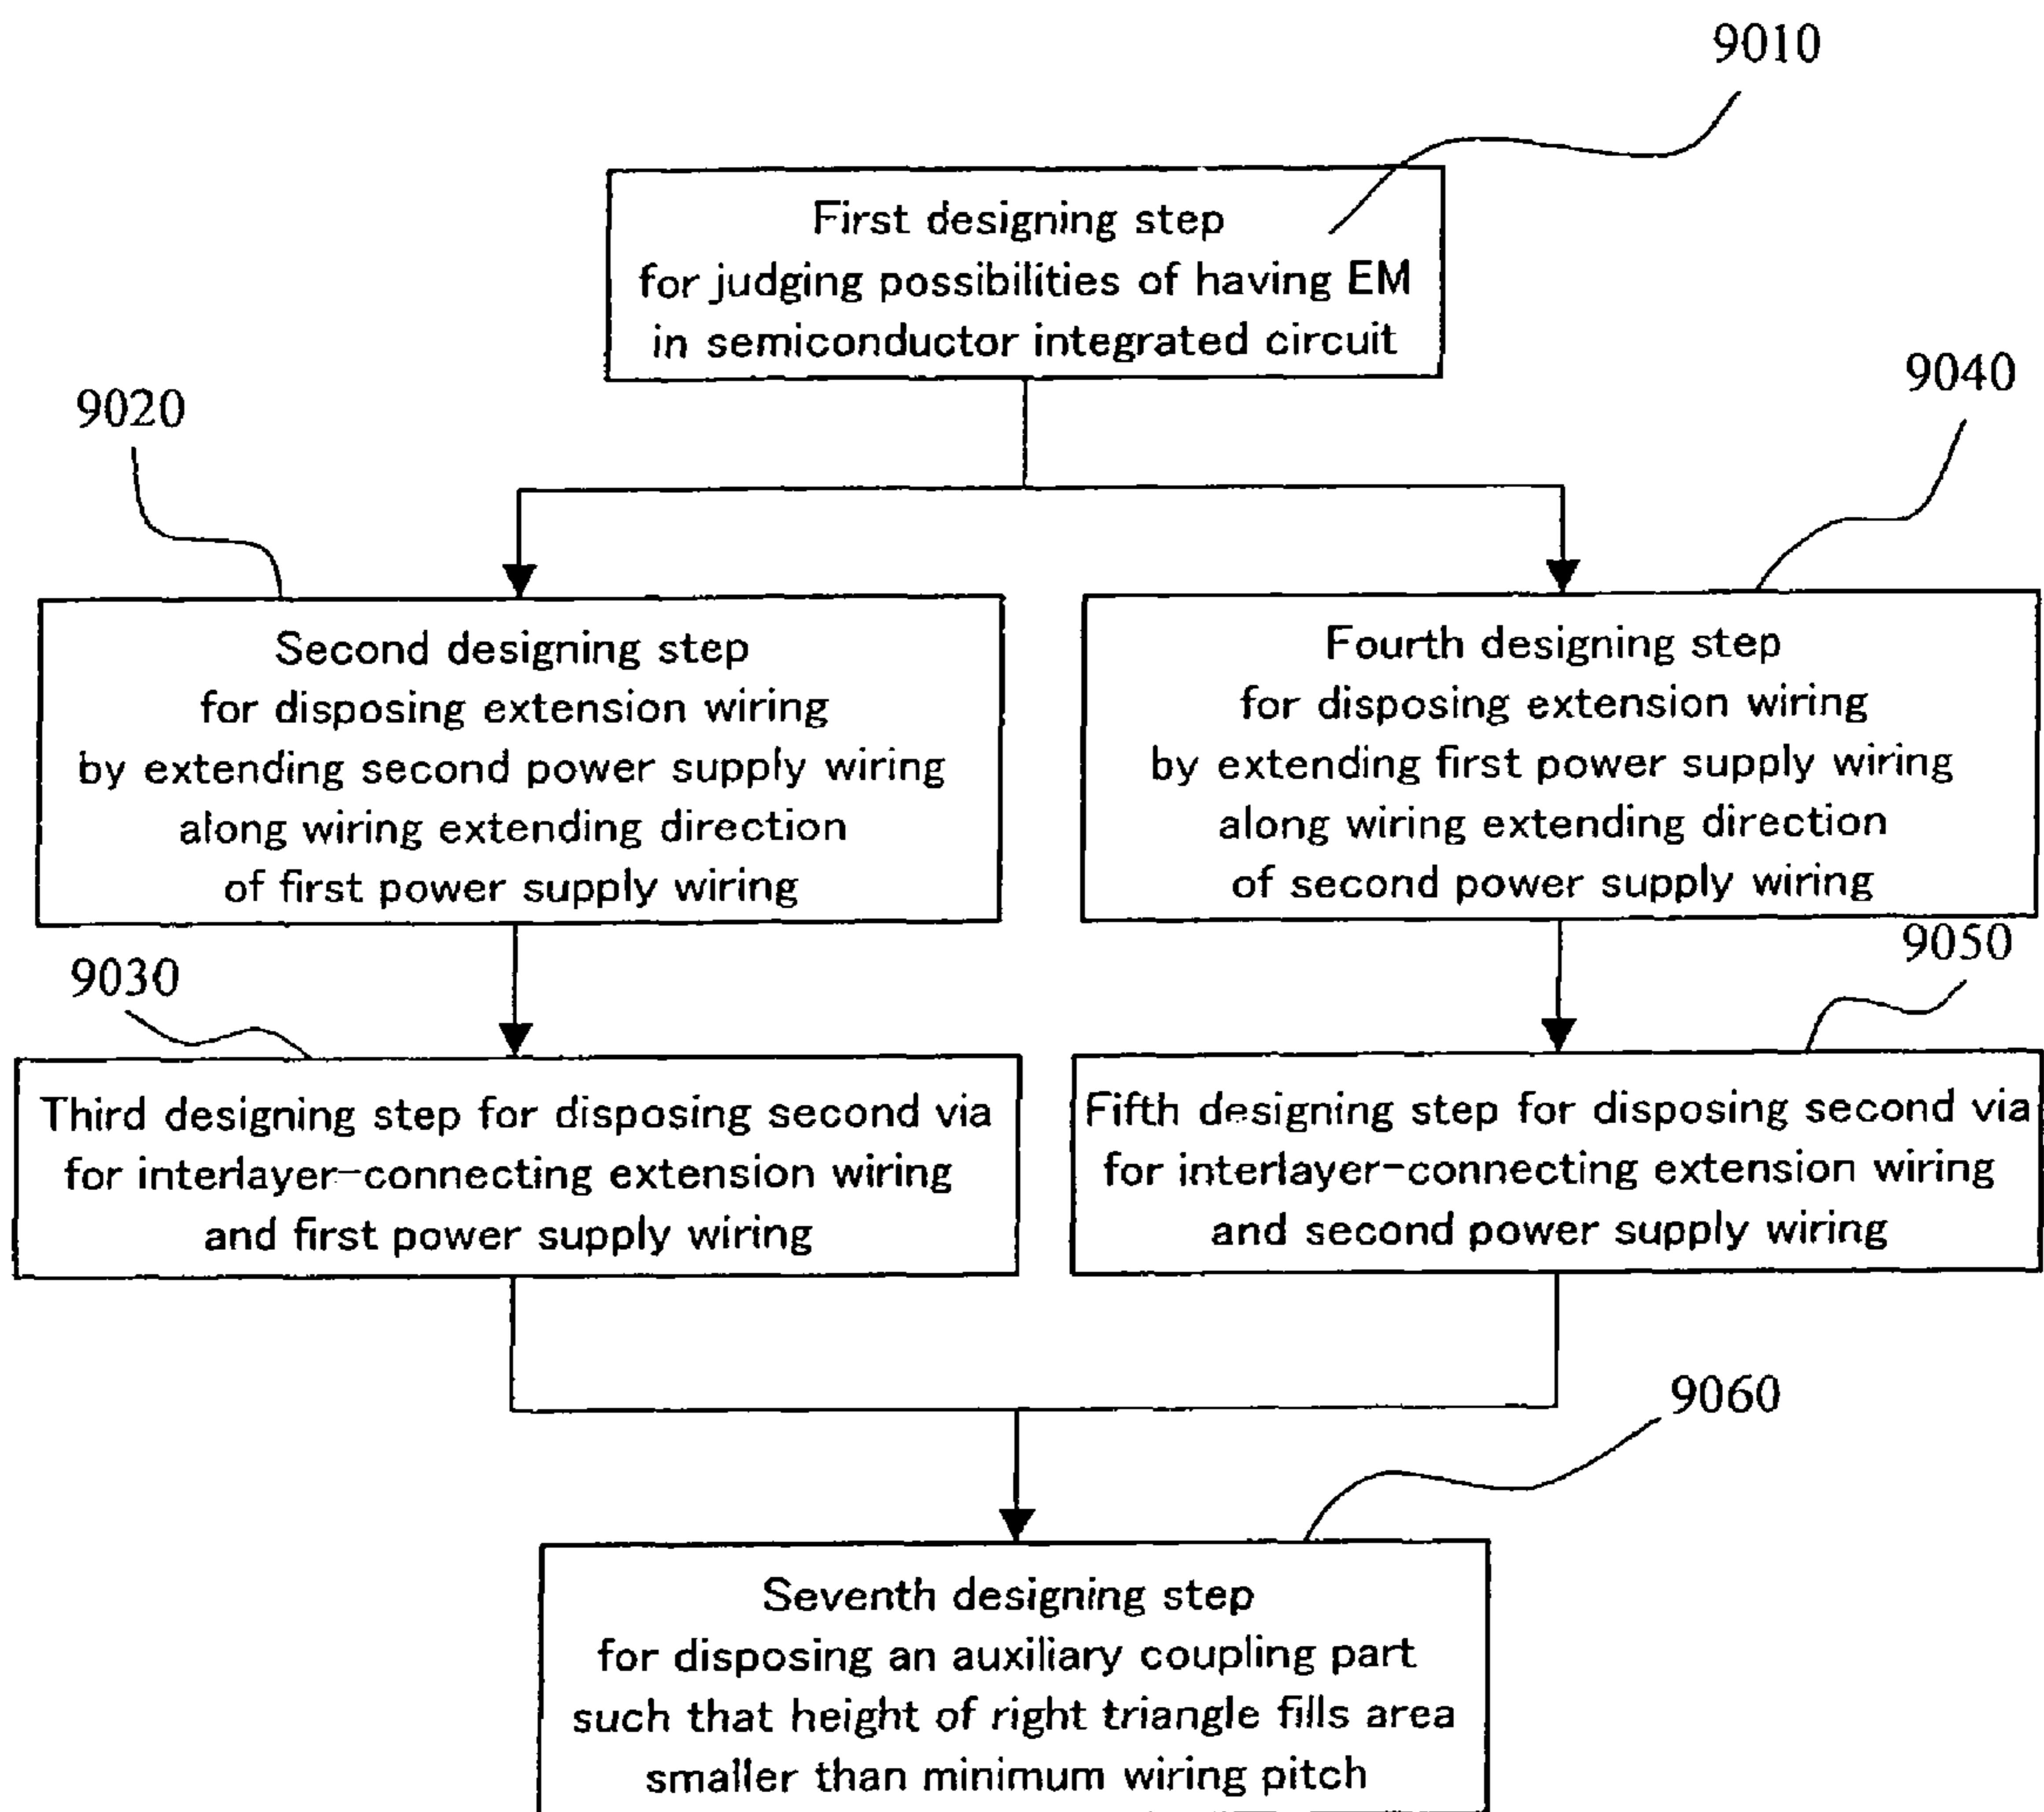 9010
First designing step
for judging possibilities of having EM
in semiconductor integrated circuit
9020
9040
Second designing step
for disposing extension wiring
by extending second power supply wiring
along wiring extending direction
of first power supply wiring
Fourth designing step
for disposing extension wiring
by extending first power supply wiring
along wiring extending direction
of second power supply wiring
9030
9050
Third designing step for disposing second via
for interlayer-connecting extension wiring
and first power supply wiring
Fifth designing step for disposing second via
for interlayer-connecting extension wiring
and second power supply wiring
9060
Seventh designing step
for disposing an auxiliary coupling part
such that height of right triangle fills area
smaller than minimum wiring pitch